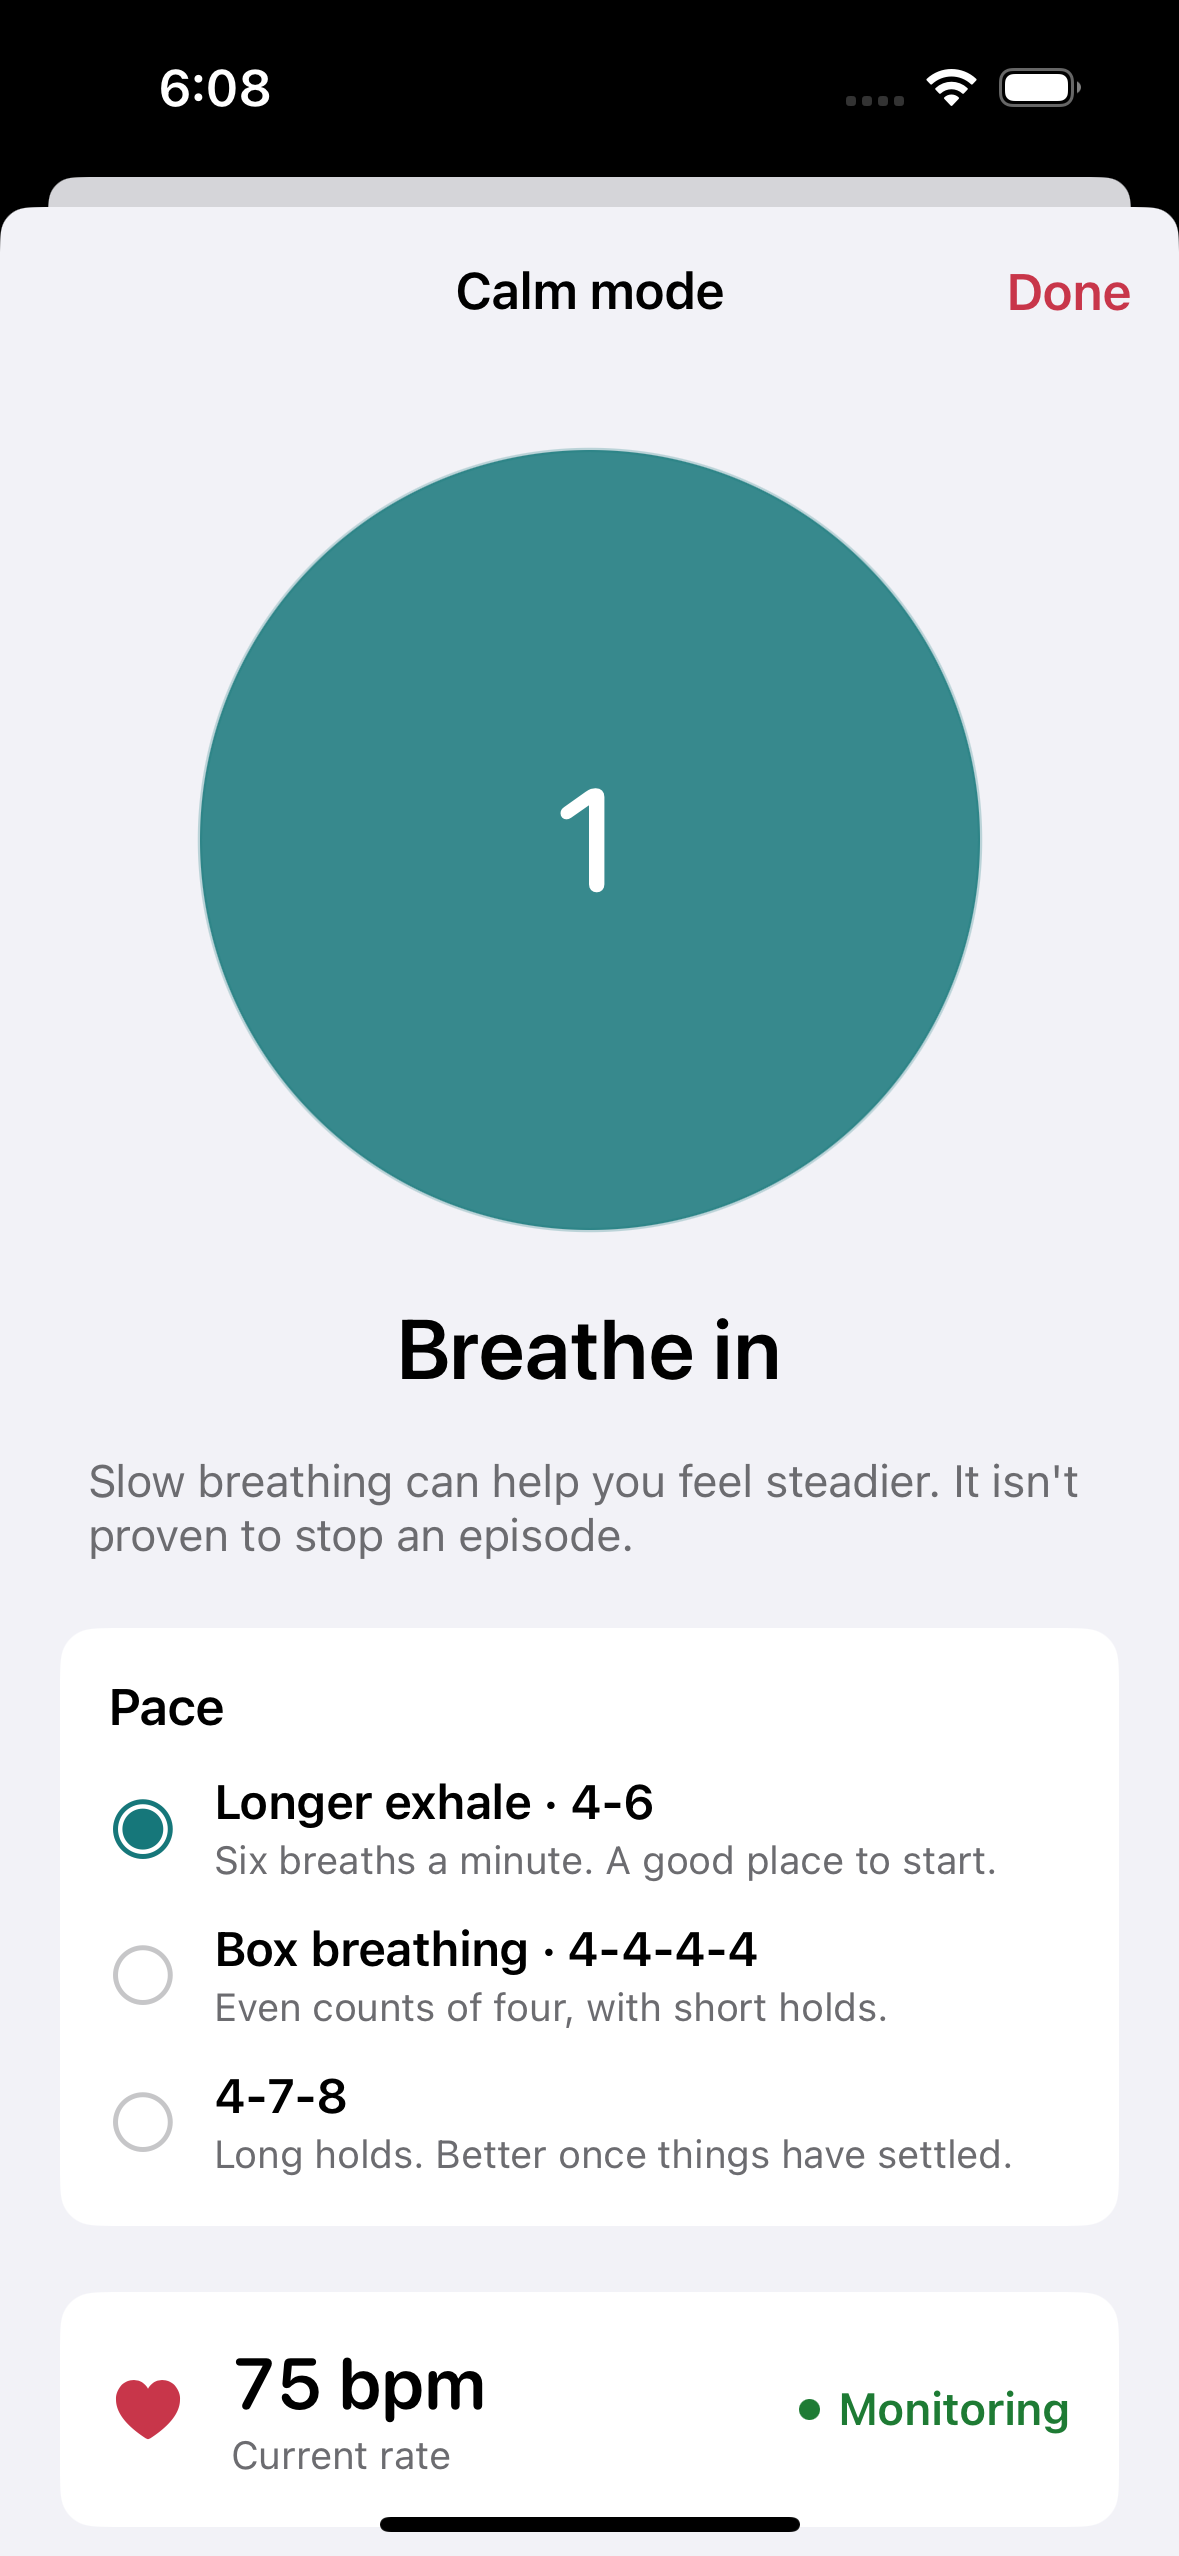 6:08
Calm mode
Done
1
Breathe in
Slow breathing can help you feel steadier. It isn't
proven to stop an episode.
Pace
Longer exhale · 4-6
Six breaths a minute. A good place to start.
Box breathing · 4-4-4-4
Even counts of four, with short holds.
4-7-8
Long holds. Better once things have settled.
75 bpm
Current rate
Monitoring